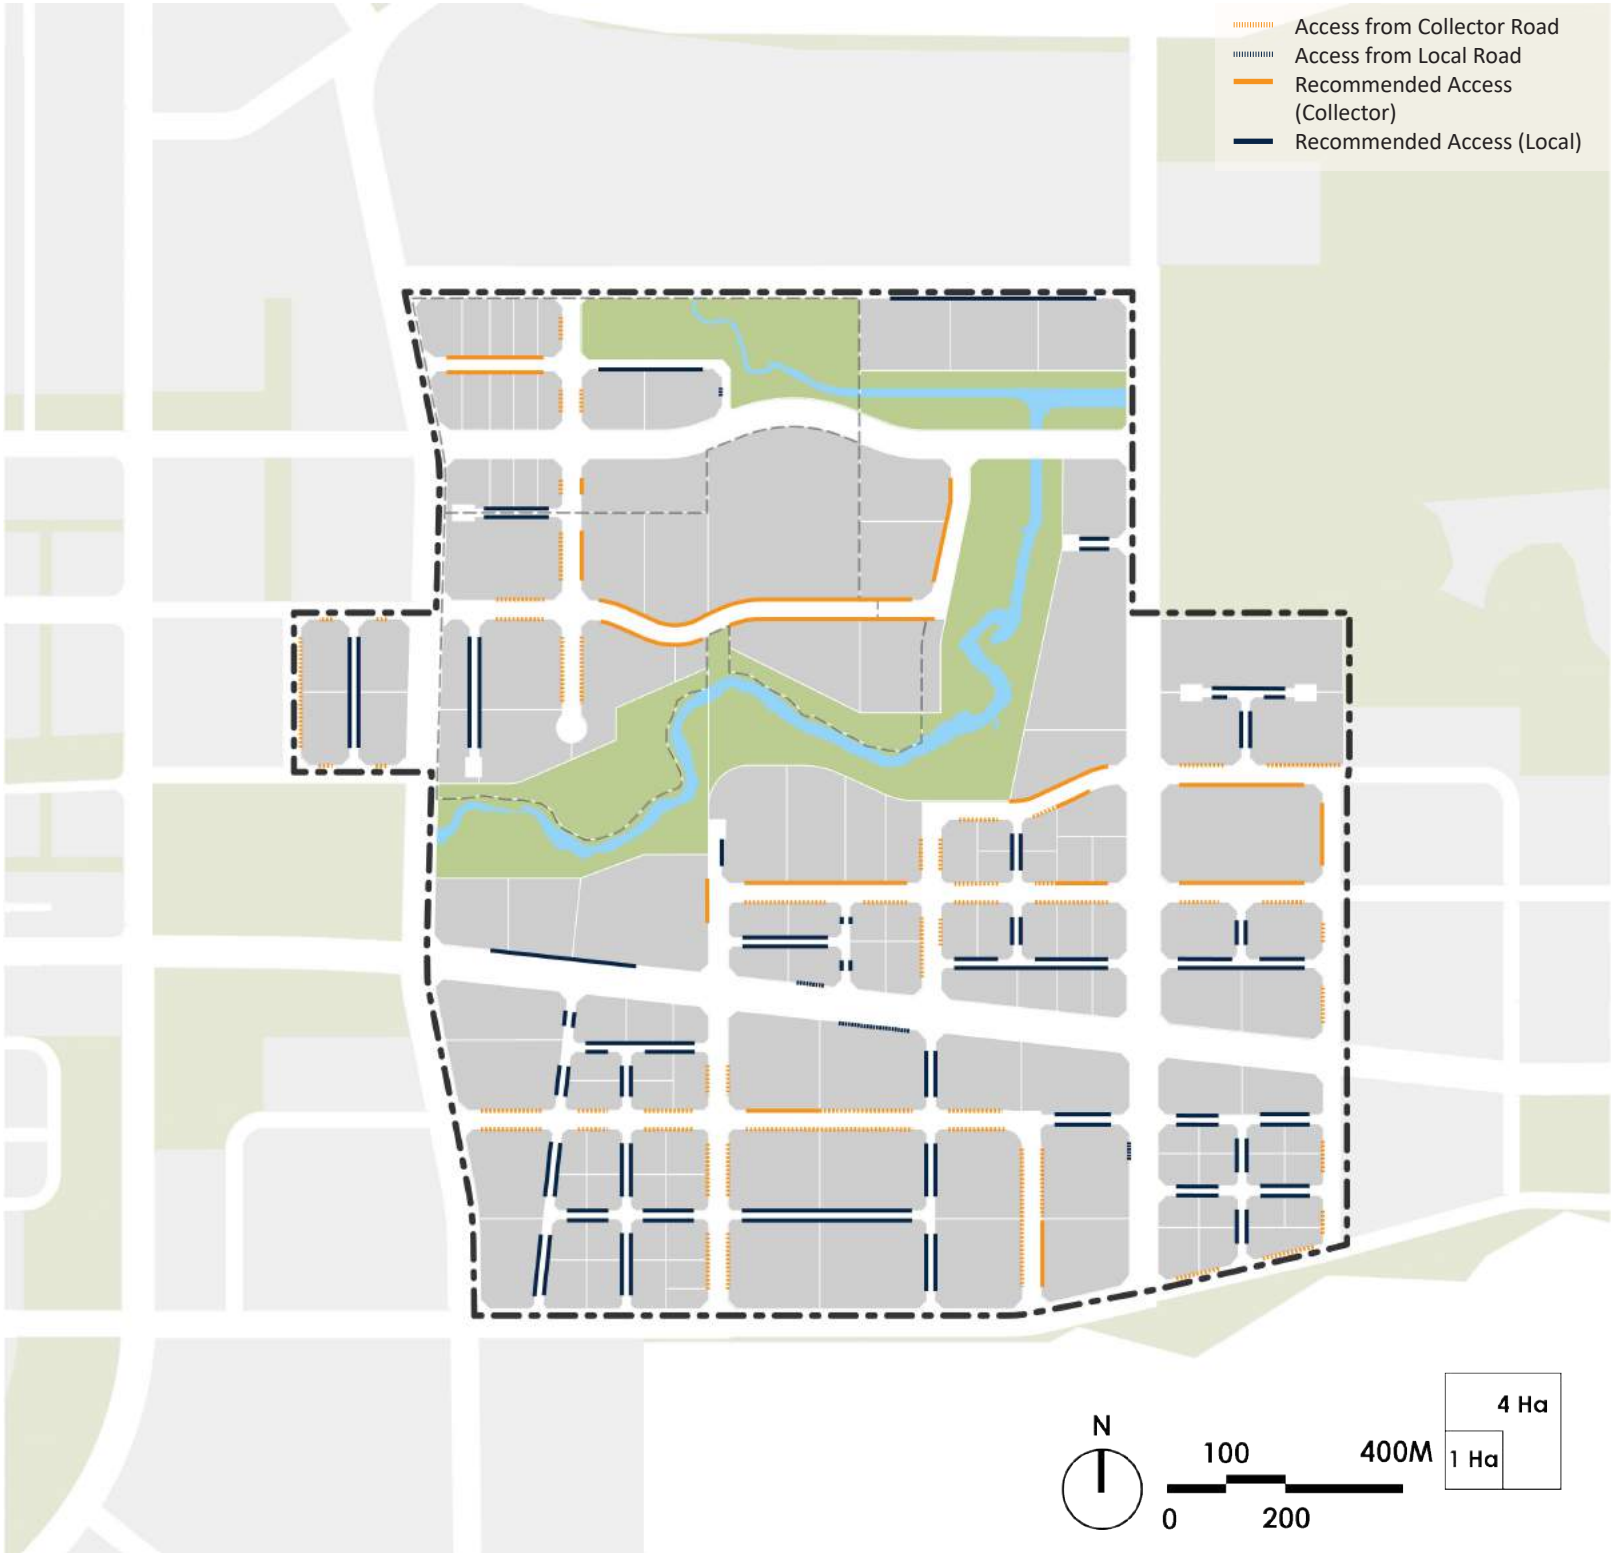 Access from Collector Road
Access from Local Road
Recommended Access
(Collector)
Recommended Access (Local)
N
100
400M
0
200
4 Ha
1 Ha